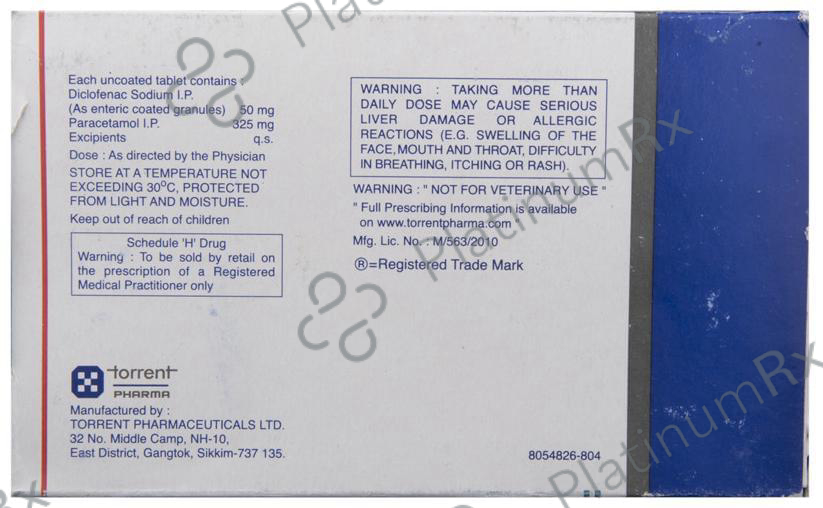 Each uncoated tablet contains :
Diclofenac Sodium I.P.
(As enteric coated granules) 50 mg
Paracetamol I.P. 325 mg
Excipients q.s.
Dose : As directed by the Physician
STORE AT A TEMPERATURE NOT
EXCEEDING 30°C, PROTECTED
FROM LIGHT AND MOISTURE.
Keep out of reach of children
Schedule 'H' Drug
Warning : To be sold by retail on
the prescription of a Registered
Medical Practitioner only
torrent
PHARMA
Manufactured by :
TORRENT PHARMACEUTICALS LTD.
32 No. Middle Camp, NH-10,
East District, Gangtok, Sikkim-737 135.
WARNING : TAKING MORE THAN
DAILY DOSE MAY CAUSE SERIOUS
LIVER DAMAGE OR ALLERGIC
REACTIONS (E.G. SWELLING OF THE
FACE, MOUTH AND THROAT, DIFFICULTY
IN BREATHING, ITCHING OR RASH).
WARNING : " NOT FOR VETERINARY USE "
" Full Prescribing Information is available
on www.torrentpharma.com "
Mfg. Lic. No. : M/563/2010
®=Registered Trade Mark
8054826-804
PlatinumRx
PlatinumRx
PlatinumRx